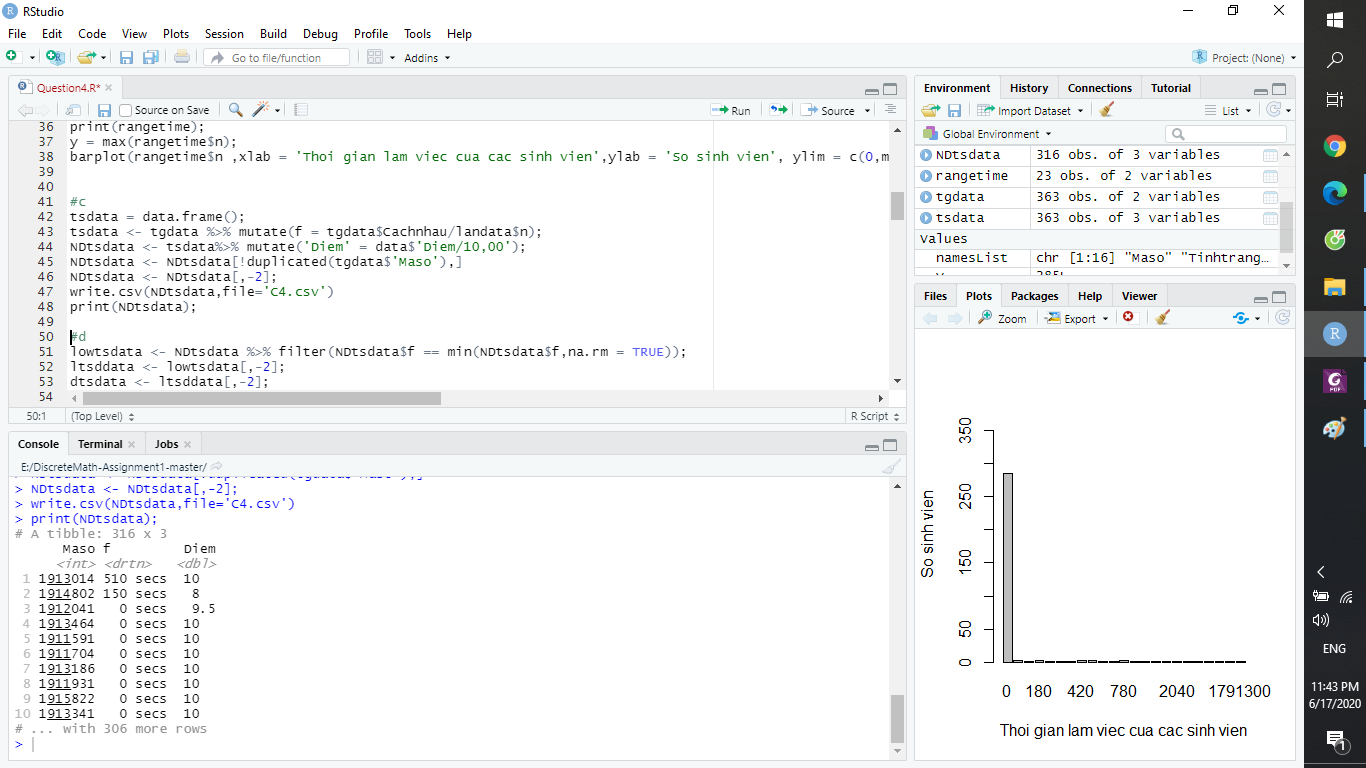 RStudio
File Edit Code View Plots Session Build Debug Profile Tools Help
Go to file/function Addins Project: (None)
Question4.R*
Source on Save Run Source
36 print(rangetime);
37 y = max(rangetime$n);
38 barplot(rangetime$n ,xlab = 'Thoi gian lam viec cua cac sinh vien',ylab = 'So sinh vien', ylim = c(0,m
39
40
41 #c
42 tsdata = data.frame();
43 tsdata <- tgdata %>% mutate(f = tgdata$Cachnhau/landata$n);
44 NDtsdata <- tsdata%>% mutate('Diem' = data$'Diem/10,00');
45 NDtsdata <- NDtsdata[!duplicated(tgdata$'Maso'),]
46 NDtsdata <- NDtsdata[,-2];
47 write.csv(NDtsdata,file='C4.csv')
48 print(NDtsdata);
49
50 #d
51 lowtsdata <- NDtsdata %>% filter(NDtsdata$f == min(NDtsdata$f,na.rm = TRUE));
52 ltsddata <- lowtsdata[,-2];
53 dtsdata <- ltsddata[,-2];
54
50:1 (Top Level) R Script
Console Terminal Jobs
E:/DiscreteMath-Assignment1-master/
> NDtsdata <- NDtsdata[,-2];
> write.csv(NDtsdata,file='C4.csv')
> print(NDtsdata);
# A tibble: 316 x 3
Maso f Diem
<int> <drtn> <dbl>
1 1913014 510 secs 10
2 1914802 150 secs 8
3 1912041 0 secs 9.5
4 1913464 0 secs 10
5 1911591 0 secs 10
6 1911704 0 secs 10
7 1913186 0 secs 10
8 1911931 0 secs 10
9 1915822 0 secs 10
10 1913341 0 secs 10
# ... with 306 more rows
>
Environment History Connections Tutorial
Import Dataset List
Global Environment
NDtsdata 316 obs. of 3 variables
rangetime 23 obs. of 2 variables
tgdata 363 obs. of 2 variables
tsdata 363 obs. of 3 variables
Values
namesList chr [1:16] "Maso" "Tinhtrang…
Files Plots Packages Help Viewer
Zoom Export
350
250
150
50
0
So sinh vien
0 180 420 780 2040 1791300
Thoi gian lam viec cua cac sinh vien
PDF
ENG
11:43 PM
6/17/2020
1